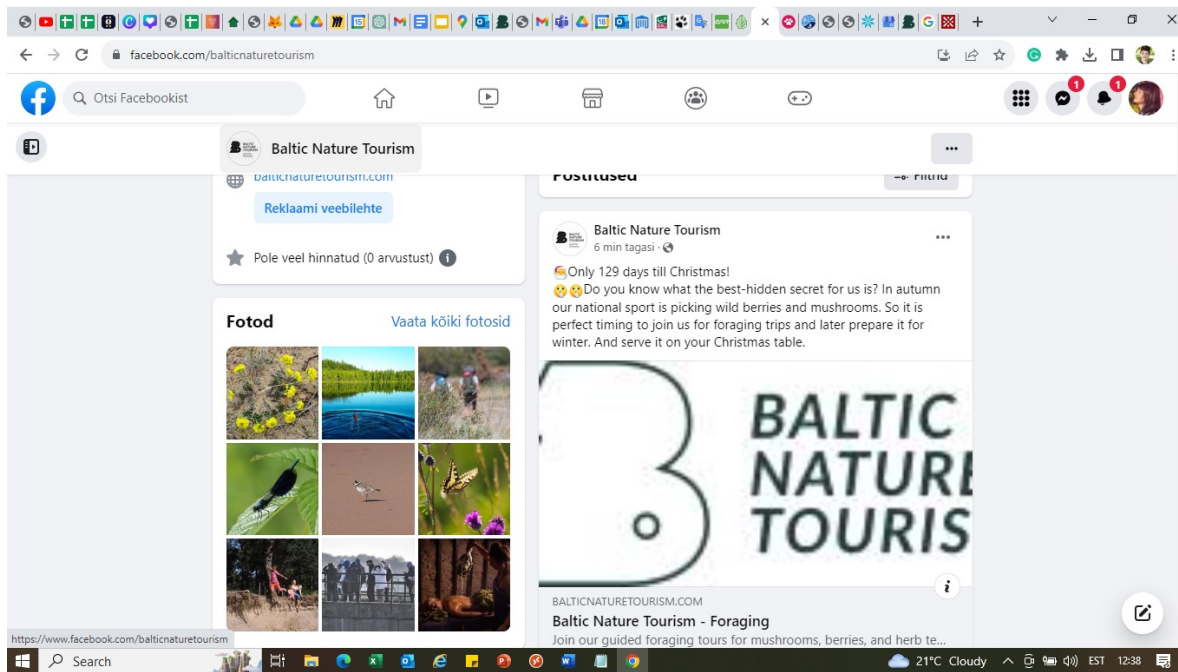 facebook.com/balticnaturetourism
Otsi Facebookist
1
1
Baltic Nature Tourism
balticnaturetourism.com
Reklaami veebilehte
Pole veel hinnatud (0 arvustust)
Fotod
Vaata kõiki fotosid
Postitused
Filtrid
Baltic Nature Tourism
6 min tagasi ·
Only 129 days till Christmas!
Do you know what the best-hidden secret for us is? In autumn
our national sport is picking wild berries and mushrooms. So it is
perfect timing to join us for foraging trips and later prepare it for
winter. And serve it on your Christmas table.
BALTIC
NATURE
TOURIS
BALTICNATURETOURISM.COM
Baltic Nature Tourism - Foraging
Join our guided foraging tours for mushrooms, berries, and herb te...
https://www.facebook.com/balticnaturetourism
Search
21°C Cloudy
EST
12:38